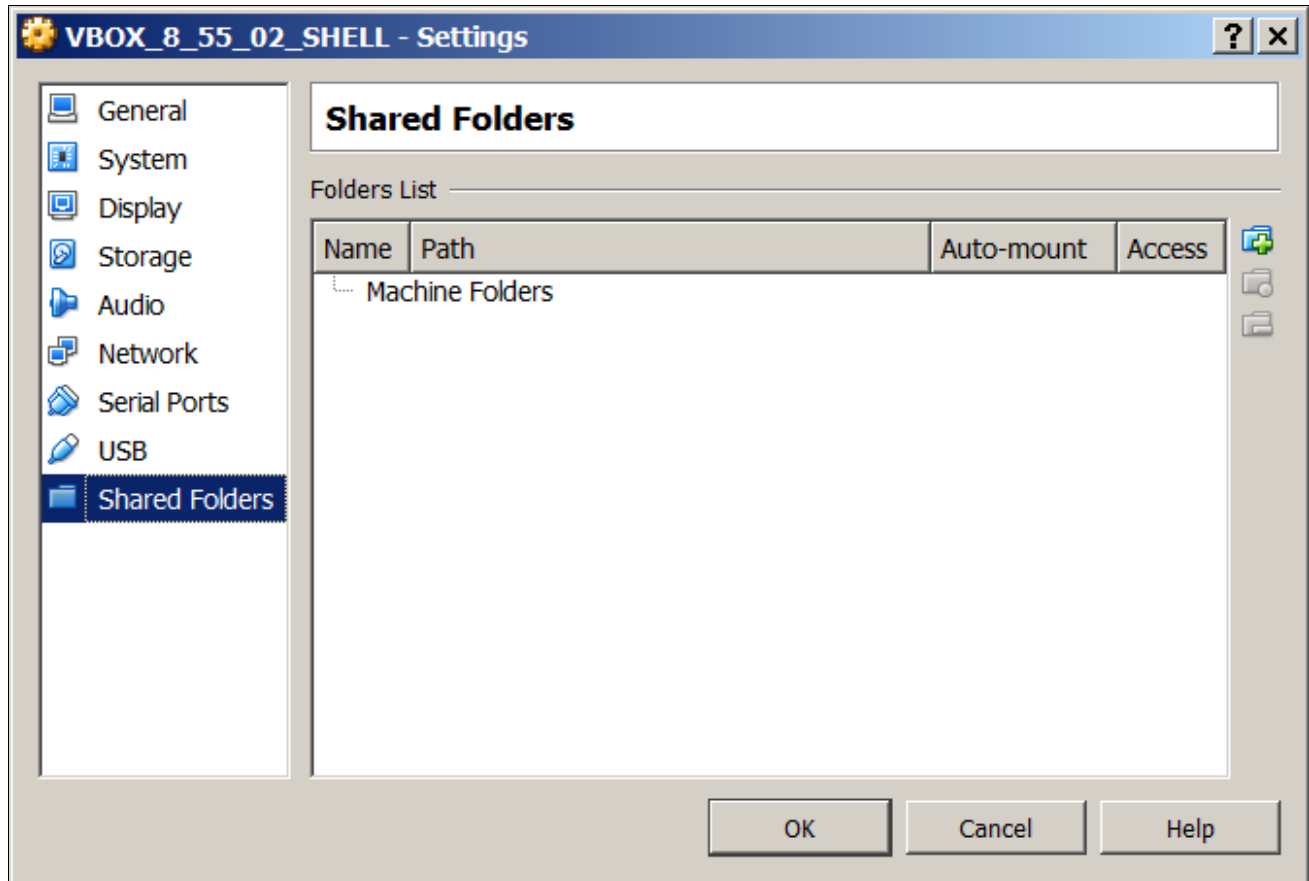 VBOX_8_55_02_SHELL - Settings
General
System
Display
Storage
Audio
Network
Serial Ports
USB
Shared Folders
Shared Folders
Folders List
Name Path Auto-mount Access
Machine Folders
OK Cancel Help